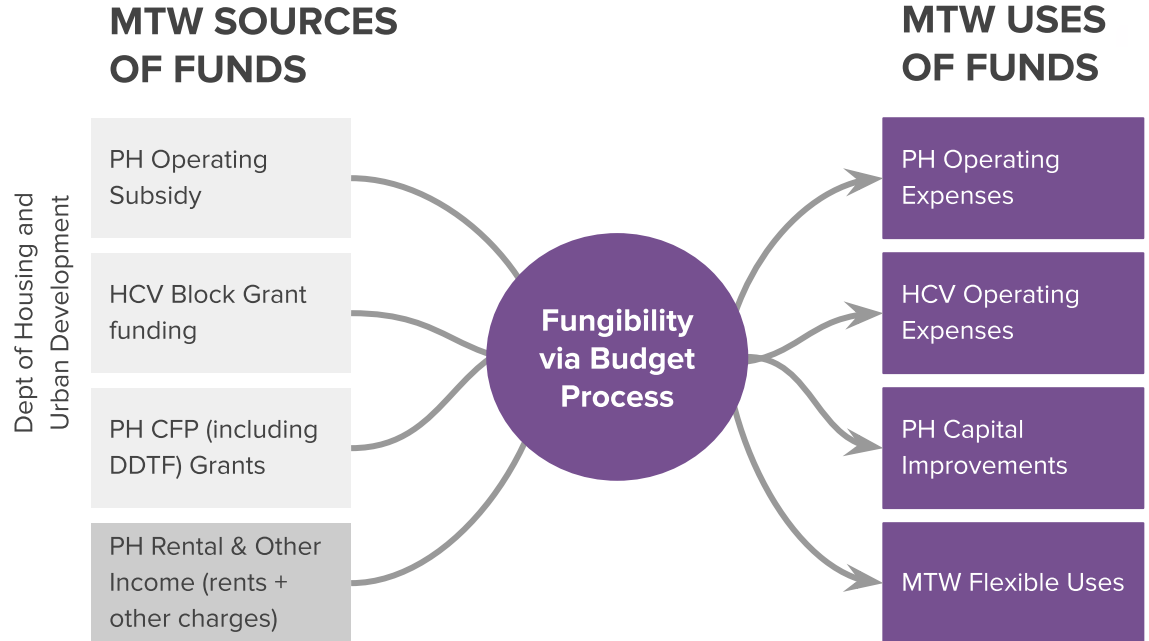 MTW SOURCES
OF FUNDS
Dept of Housing and
Urban Development
PH Operating
Subsidy
HCV Block Grant
funding
PH CFP (including
DDTF) Grants
PH Rental & Other
Income (rents +
other charges)
Fungibility
via Budget
Process
MTW USES
OF FUNDS
PH Operating
Expenses
HCV Operating
Expenses
PH Capital
Improvements
MTW Flexible Uses